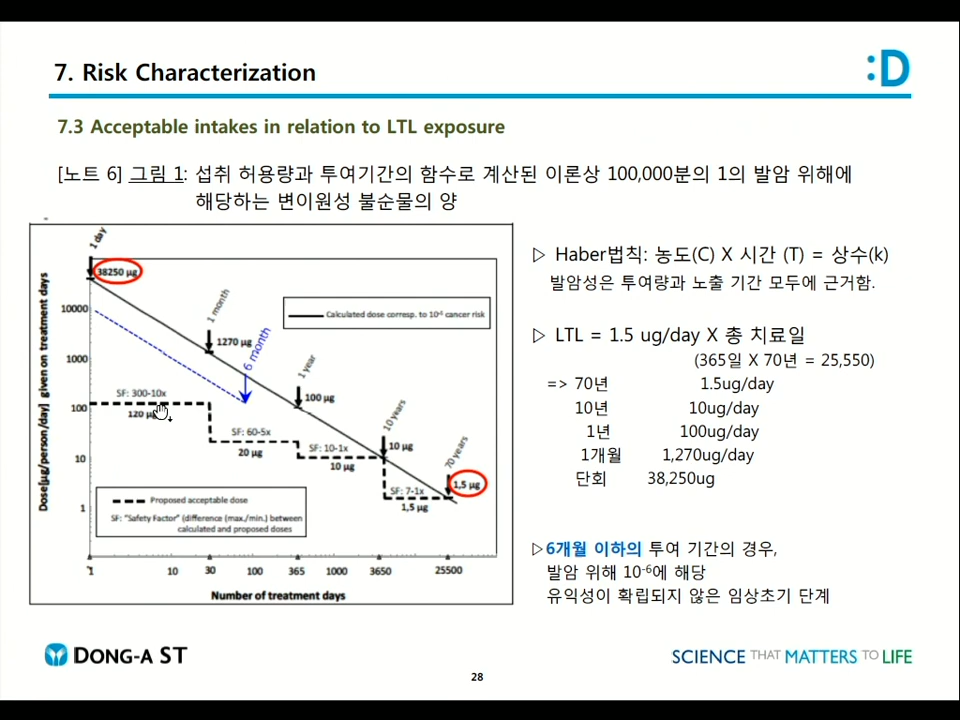 7. Risk Characterization
:D
7.3 Acceptable intakes in relation to LTL exposure
[노트 6] 그림 1: 섭취 허용량과 투여기간의 함수로 계산된 이론상 100,000분의 1의 발암 위해에
해당하는 변이원성 불순물의 양
Dose[µg/person/day] given on treatment days
1 day
38250 µg
1 month
1270 µg
6 month
1 year
100 µg
10 years
10 µg
70 years
1,5 µg
Calculated dose corresp. to 10⁻⁵ cancer risk
10000
1000
100
10
1
SF: 300-10x
120 µg
SF: 60-5x
20 µg
SF: 10-1x
10 µg
SF: 7-1x
1,5 µg
Proposed acceptable dose
SF: "Safety Factor" (difference (max./min.) between
calculated and proposed doses
1 10 30 100 365 1000 3650 25500
Number of treatment days
▷ Haber법칙: 농도(C) X 시간 (T) = 상수(k)
발암성은 투여량과 노출 기간 모두에 근거함.
▷ LTL = 1.5 ug/day X 총 치료일
(365일 X 70년 = 25,550)
=> 70년 1.5ug/day
10년 10ug/day
1년 100ug/day
1개월 1,270ug/day
단회 38,250ug
▷6개월 이하의 투여 기간의 경우,
발암 위해 10⁻⁶에 해당
유익성이 확립되지 않은 임상초기 단계
DONG-A ST
SCIENCE THAT MATTERS TO LIFE
28